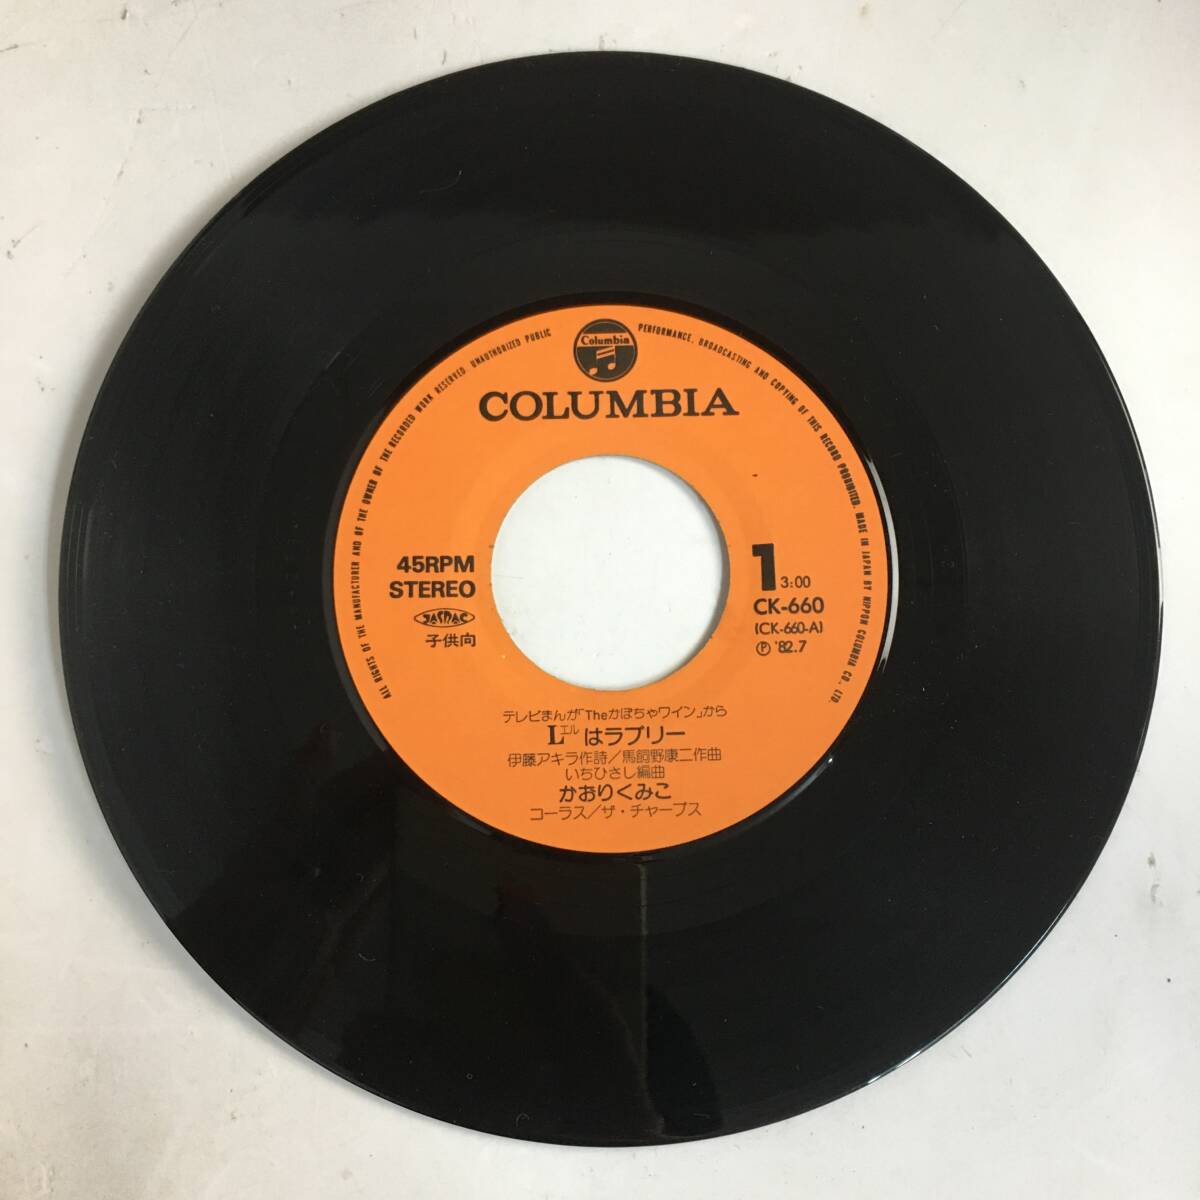 ALL RIGHTS OF THE MANUFACTURER AND OF THE OWNER OF THE RECORDED WORK RESERVED. UNAUTHORIZED PUBLIC PERFORMANCE, BROADCASTING AND COPYING OF THIS RECORD PROHIBITED. MADE IN JAPAN BY NIPPON COLUMBIA CO., LTD.
Columbia
COLUMBIA
45RPM
STEREO
JASRAC
子供向
1 3:00
CK-660
(CK-660-A)
Ⓟ '82.7
テレビまんが「Theかぼちゃワイン」から
Lエルはラブリー
伊藤アキラ作詩/馬飼野康二作曲
いちひさし編曲
かおりくみこ
コーラス/ザ・チャープス